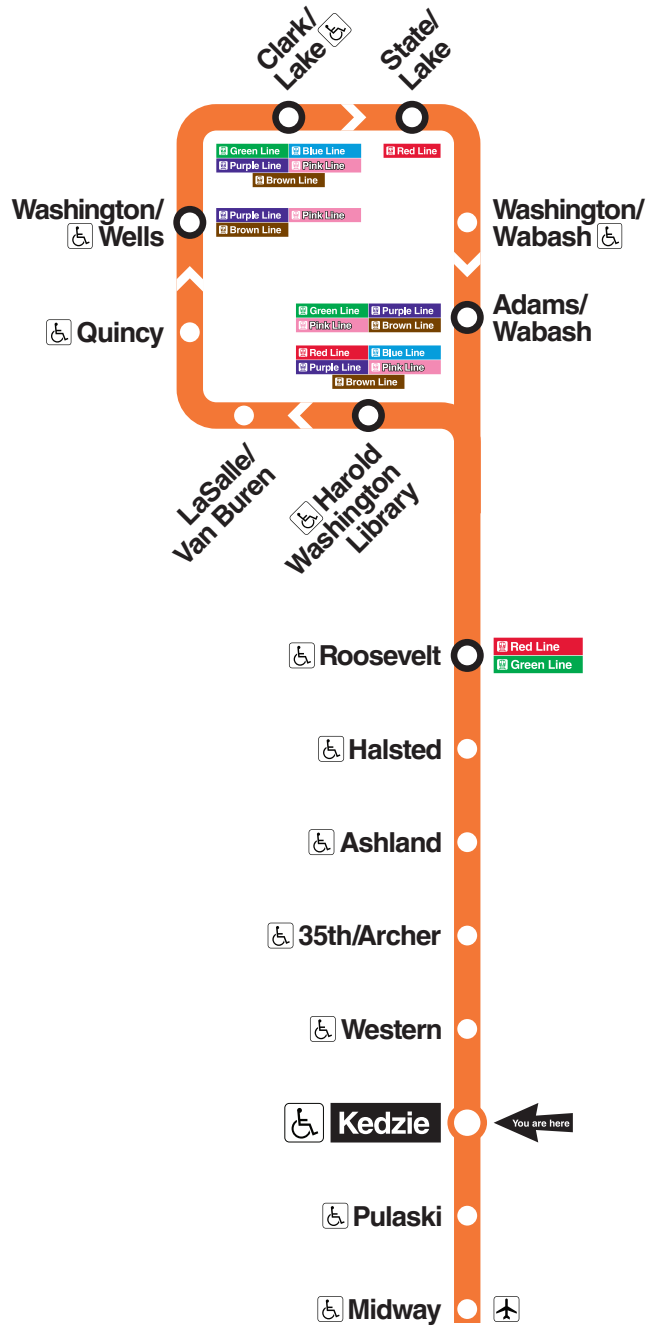 Clark/
Lake
State/
Lake
Green Line
Blue Line
Purple Line
Pink Line
Brown Line
Red Line
Washington/
Wells
Purple Line
Pink Line
Brown Line
Washington/
Wabash
Quincy
Green Line
Purple Line
Pink Line
Brown Line
Adams/
Wabash
Red Line
Blue Line
Purple Line
Pink Line
Brown Line
LaSalle/
Van Buren
Harold
Washington
Library
Roosevelt
Red Line
Green Line
Halsted
Ashland
35th/Archer
Western
Kedzie
You are here
Pulaski
Midway